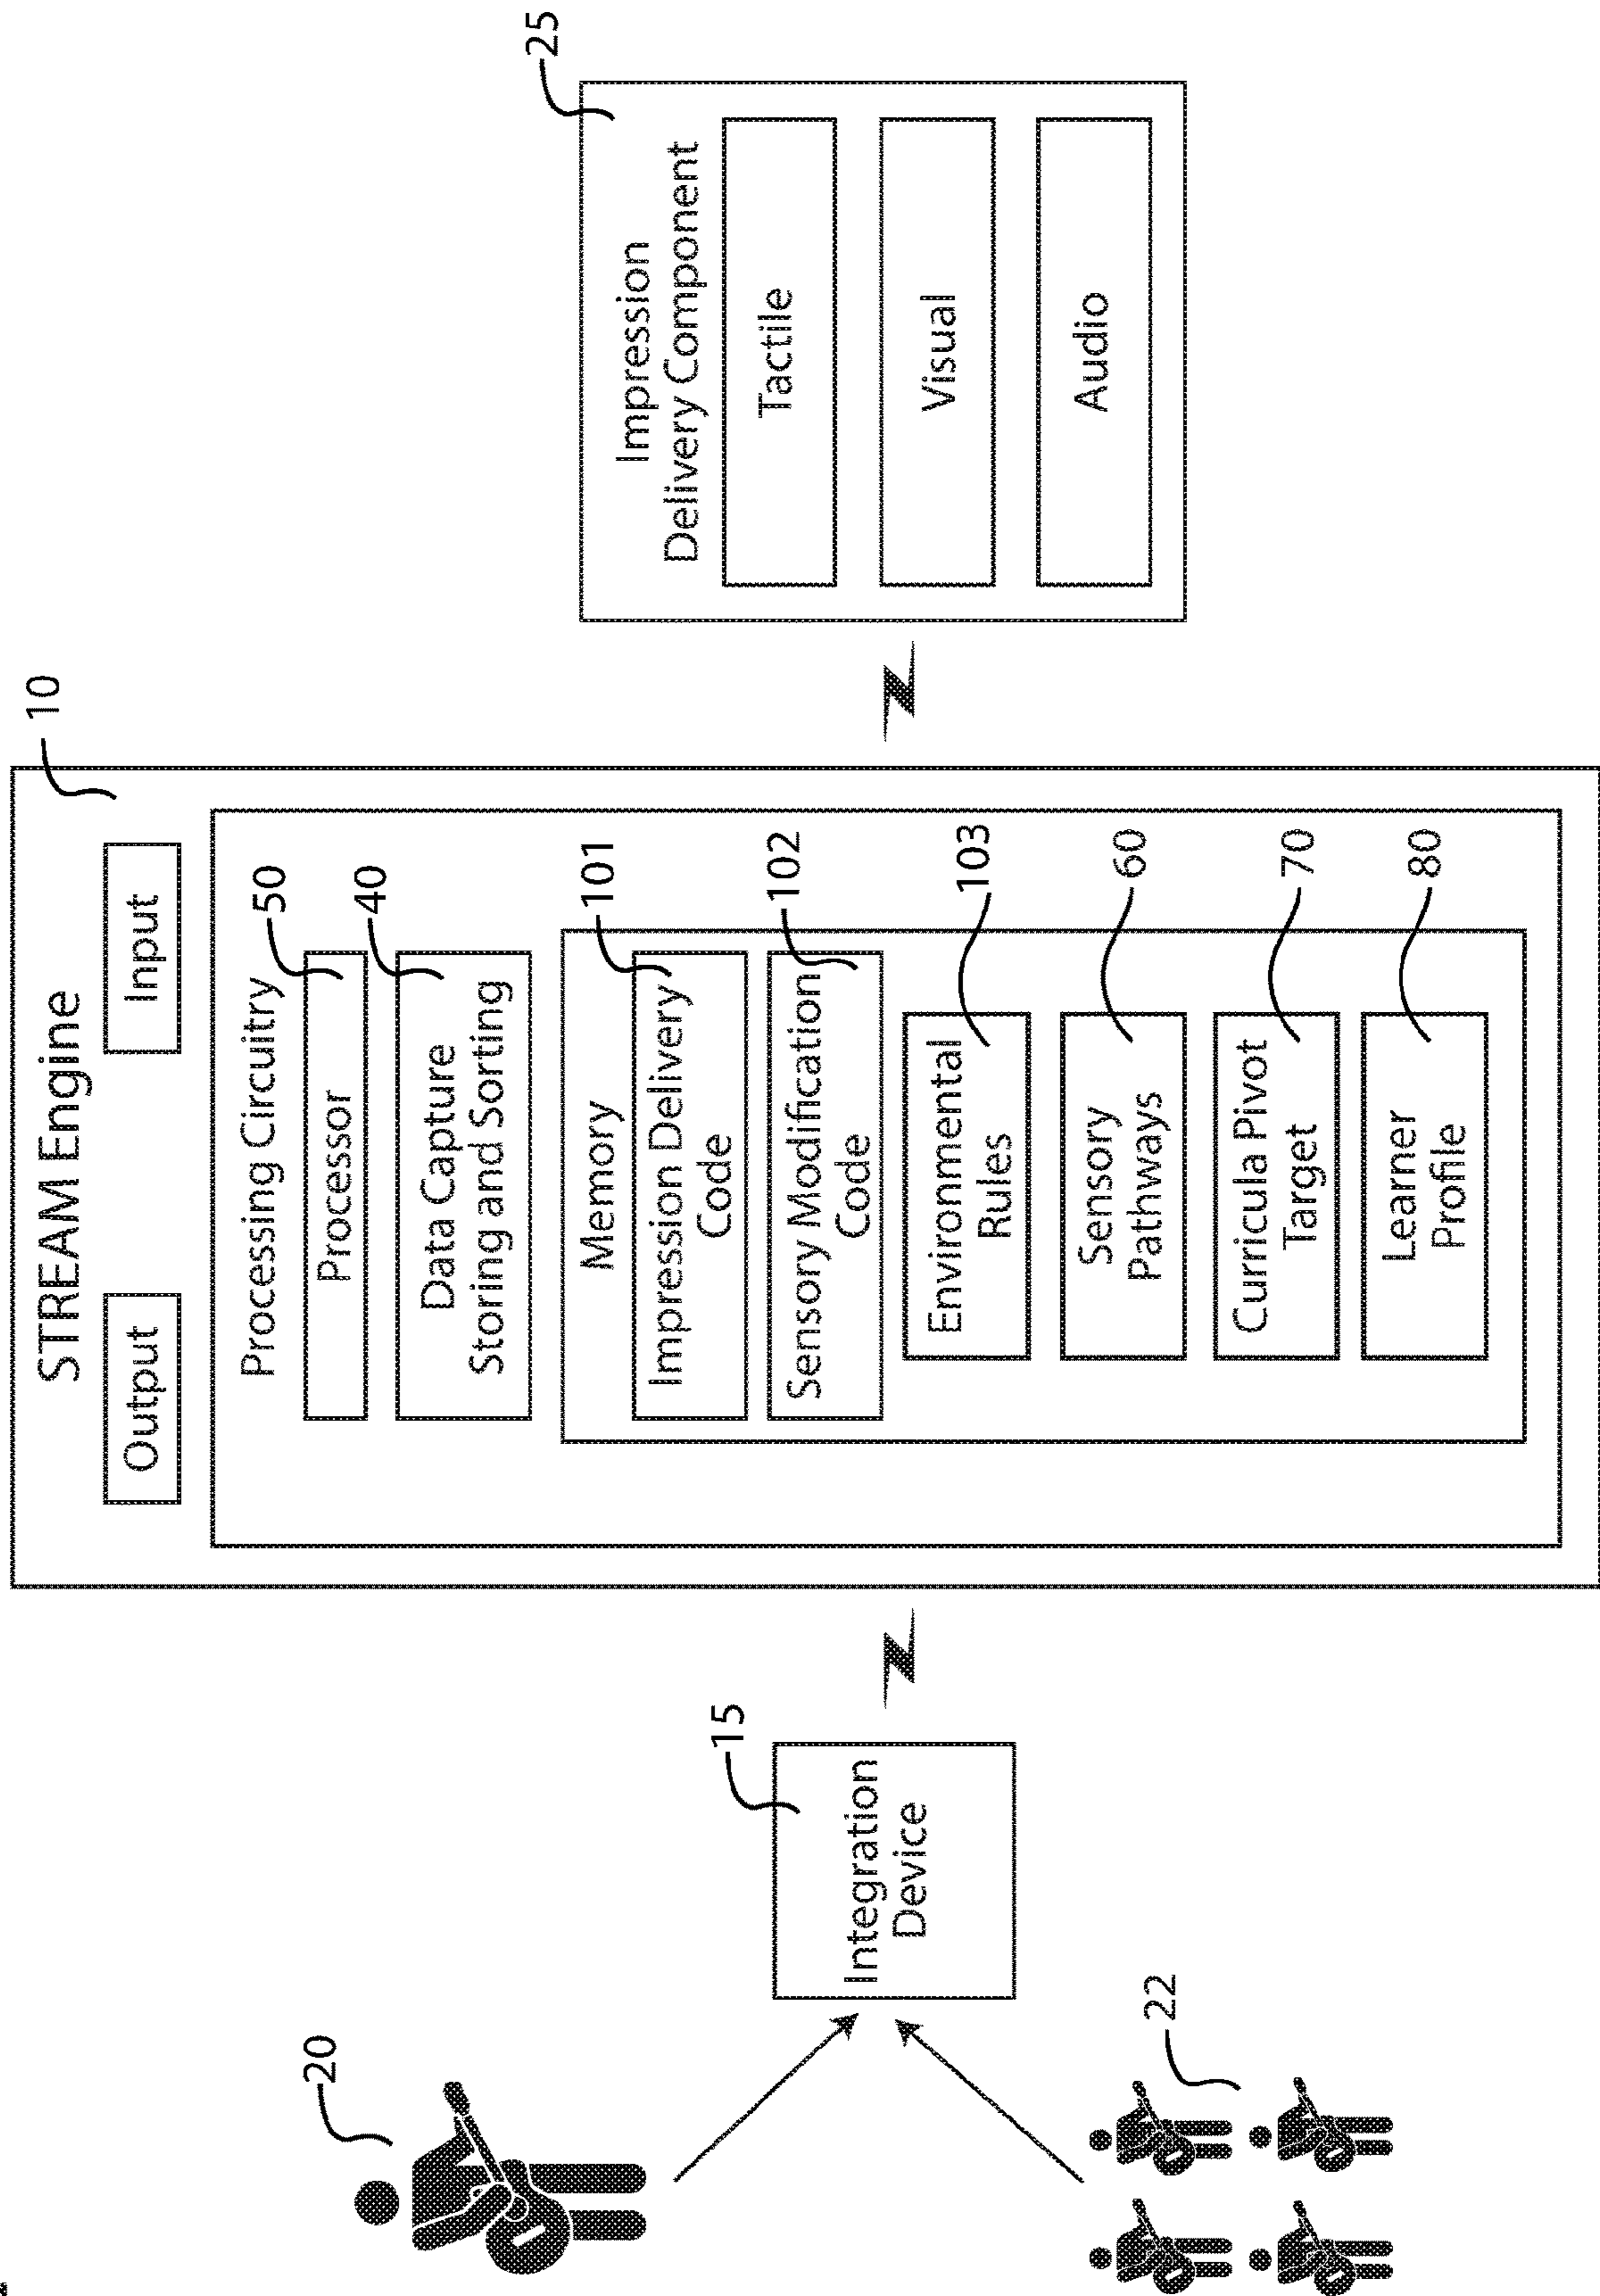 20
22
15
Integration
Device
STREAM Engine
10
Output
Input
Processing Circuitry
50
Processor
40
Data Capture
Storing and Sorting
Memory
101
Impression Delivery
Code
102
Sensory Modification
Code
103
Environmental
Rules
60
Sensory
Pathways
70
Curricula Pivot
Target
80
Learner
Profile
25
Impression
Delivery Component
Tactile
Visual
Audio